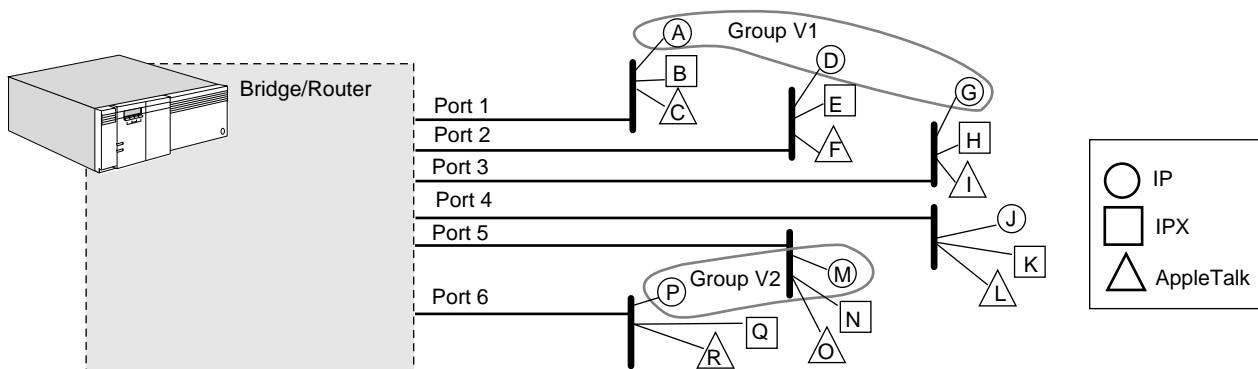 Bridge/Router
Group V1
A
B
C
D
E
F
G
H
I
Port 1
Port 2
Port 3
Port 4
Port 5
Port 6
J
K
L
Group V2
M
N
O
P
Q
R
IP
IPX
AppleTalk